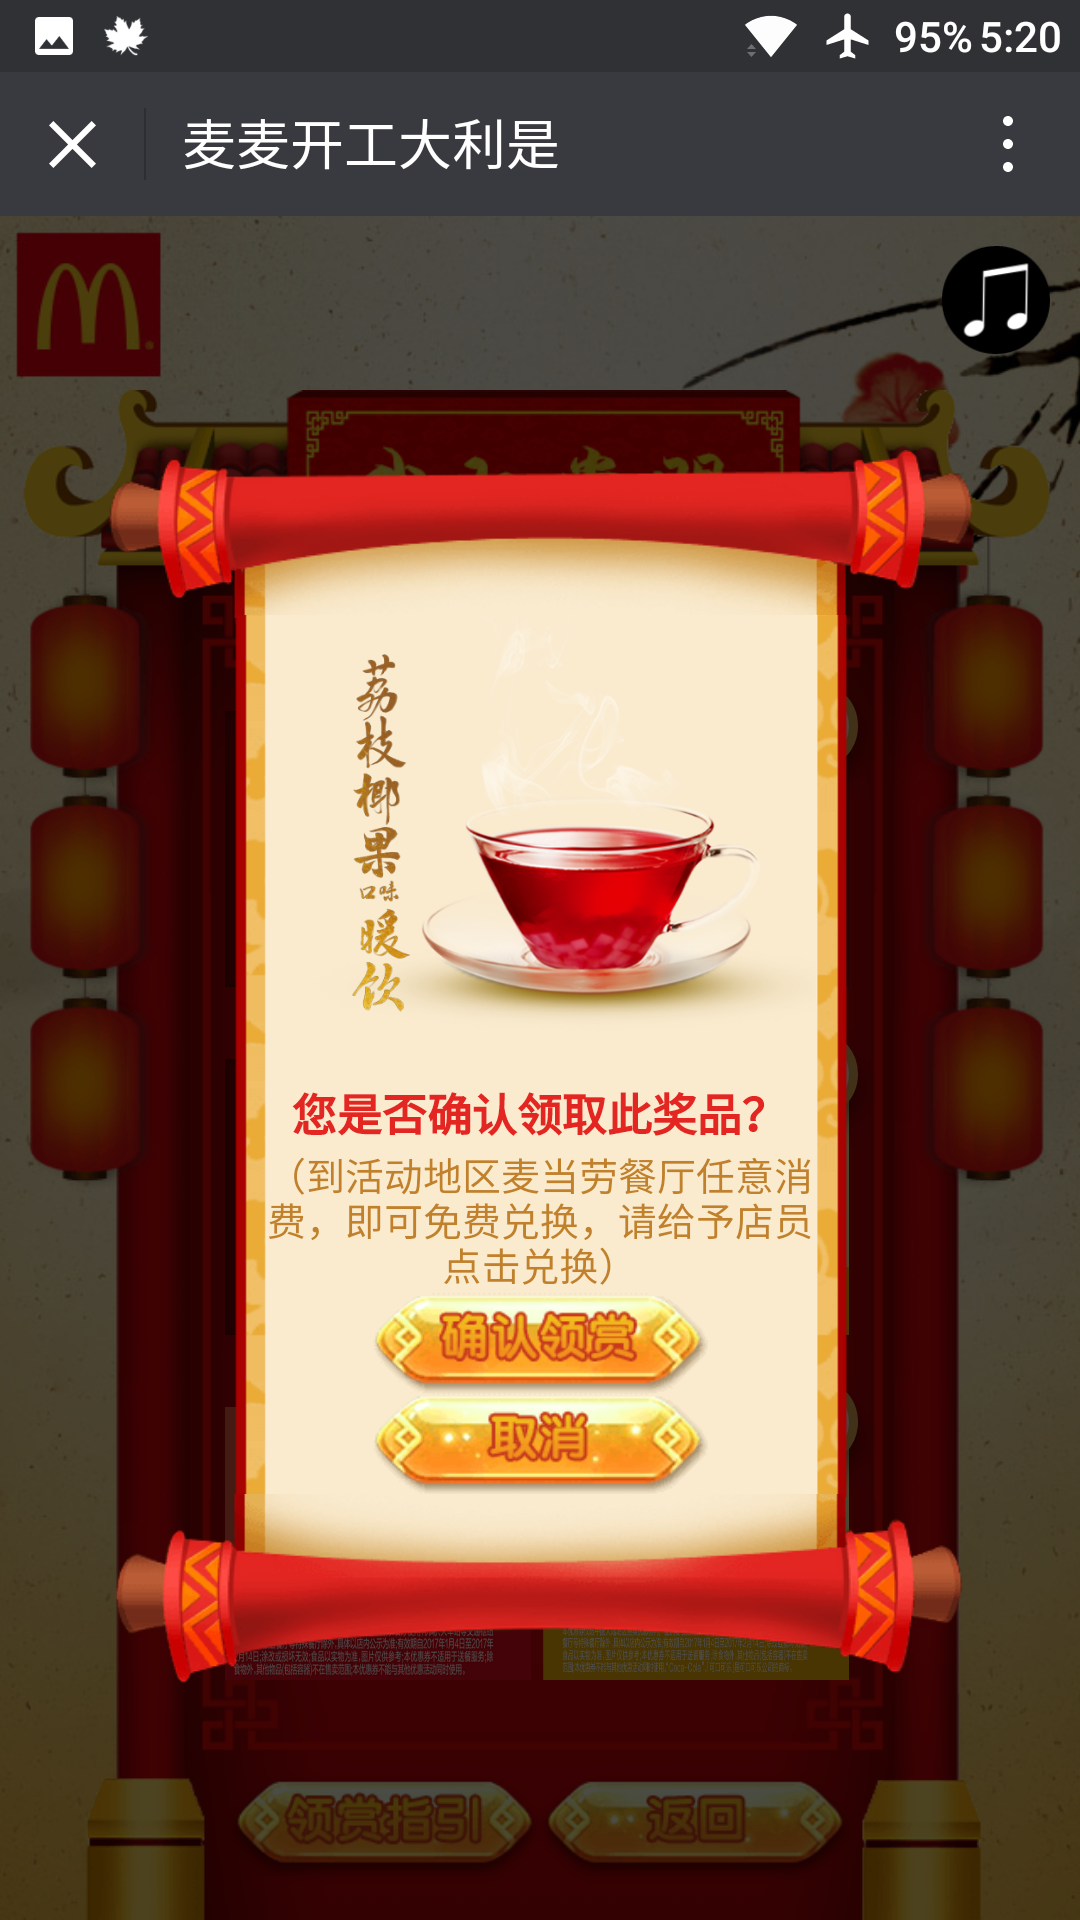 95% 5:20
麦麦开工大利是
荔枝椰果口味暖饮
您是否确认领取此奖品？
（到活动地区麦当劳餐厅任意消
费，即可免费兑换，请给予店员
点击兑换）
确认领赏
取消
领赏指引
返回